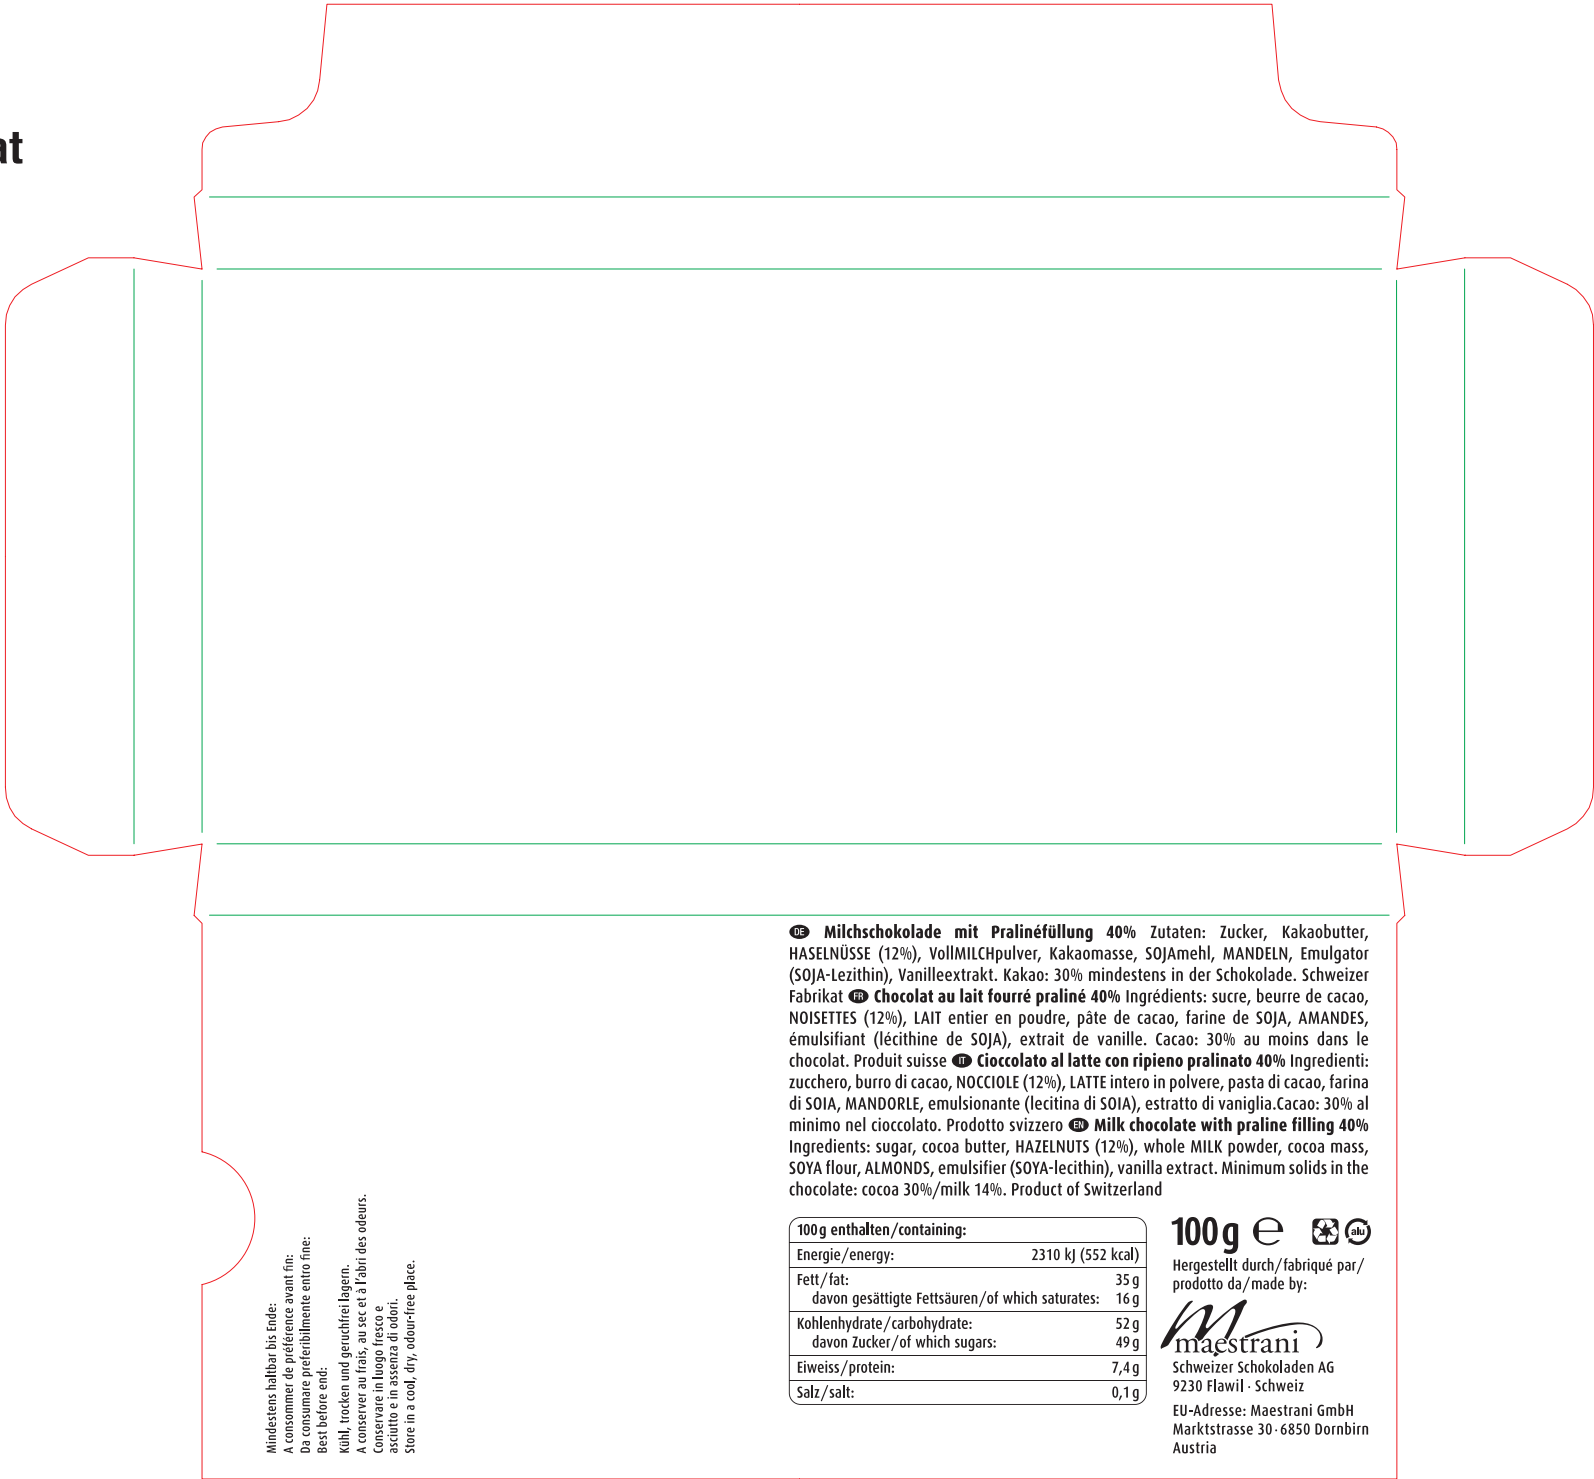 at
DE Milchschokolade mit Pralinéfüllung 40% Zutaten: Zucker, Kakaobutter,
HASELNÜSSE (12%), VollMILCHpulver, Kakaomasse, SOJAmehl, MANDELN, Emulgator
(SOJA-Lezithin), Vanilleextrakt. Kakao: 30% mindestens in der Schokolade. Schweizer
Fabrikat FR Chocolat au lait fourré praliné 40% Ingrédients: sucre, beurre de cacao,
NOISETTES (12%), LAIT entier en poudre, pâte de cacao, farine de SOJA, AMANDES,
émulsifiant (lécithine de SOJA), extrait de vanille. Cacao: 30% au moins dans le
chocolat. Produit suisse IT Cioccolato al latte con ripieno pralinato 40% Ingredienti:
zucchero, burro di cacao, NOCCIOLE (12%), LATTE intero in polvere, pasta di cacao, farina
di SOIA, MANDORLE, emulsionante (lecitina di SOIA), estratto di vaniglia.Cacao: 30% al
minimo nel cioccolato. Prodotto svizzero EN Milk chocolate with praline filling 40%
Ingredients: sugar, cocoa butter, HAZELNUTS (12%), whole MILK powder, cocoa mass,
SOYA flour, ALMONDS, emulsifier (SOYA-lecithin), vanilla extract. Minimum solids in the
chocolate: cocoa 30%/milk 14%. Product of Switzerland
100g enthalten/containing:
Energie/energy: 2310 kJ (552 kcal)
Fett/fat: 35g
davon gesättigte Fettsäuren/of which saturates: 16g
Kohlenhydrate/carbohydrate: 52g
davon Zucker/of which sugars: 49g
Eiweiss/protein: 7,4g
Salz/salt: 0,1g
100g e
alu
Hergestellt durch/fabriqué par/
prodotto da/made by:
maestrani
Schweizer Schokoladen AG
9230 Flawil · Schweiz
EU-Adresse: Maestrani GmbH
Marktstrasse 30·6850 Dornbirn
Austria
Mindestens haltbar bis Ende:
A consommer de préférence avant fin:
Da consumare preferibilmente entro fine:
Best before end:
Kühl, trocken und geruchfrei lagern.
A conserver au frais, au sec et à l'abri des odeurs.
Conservare in luogo fresco e
asciutto e in assenza di odori.
Store in a cool, dry, odour-free place.